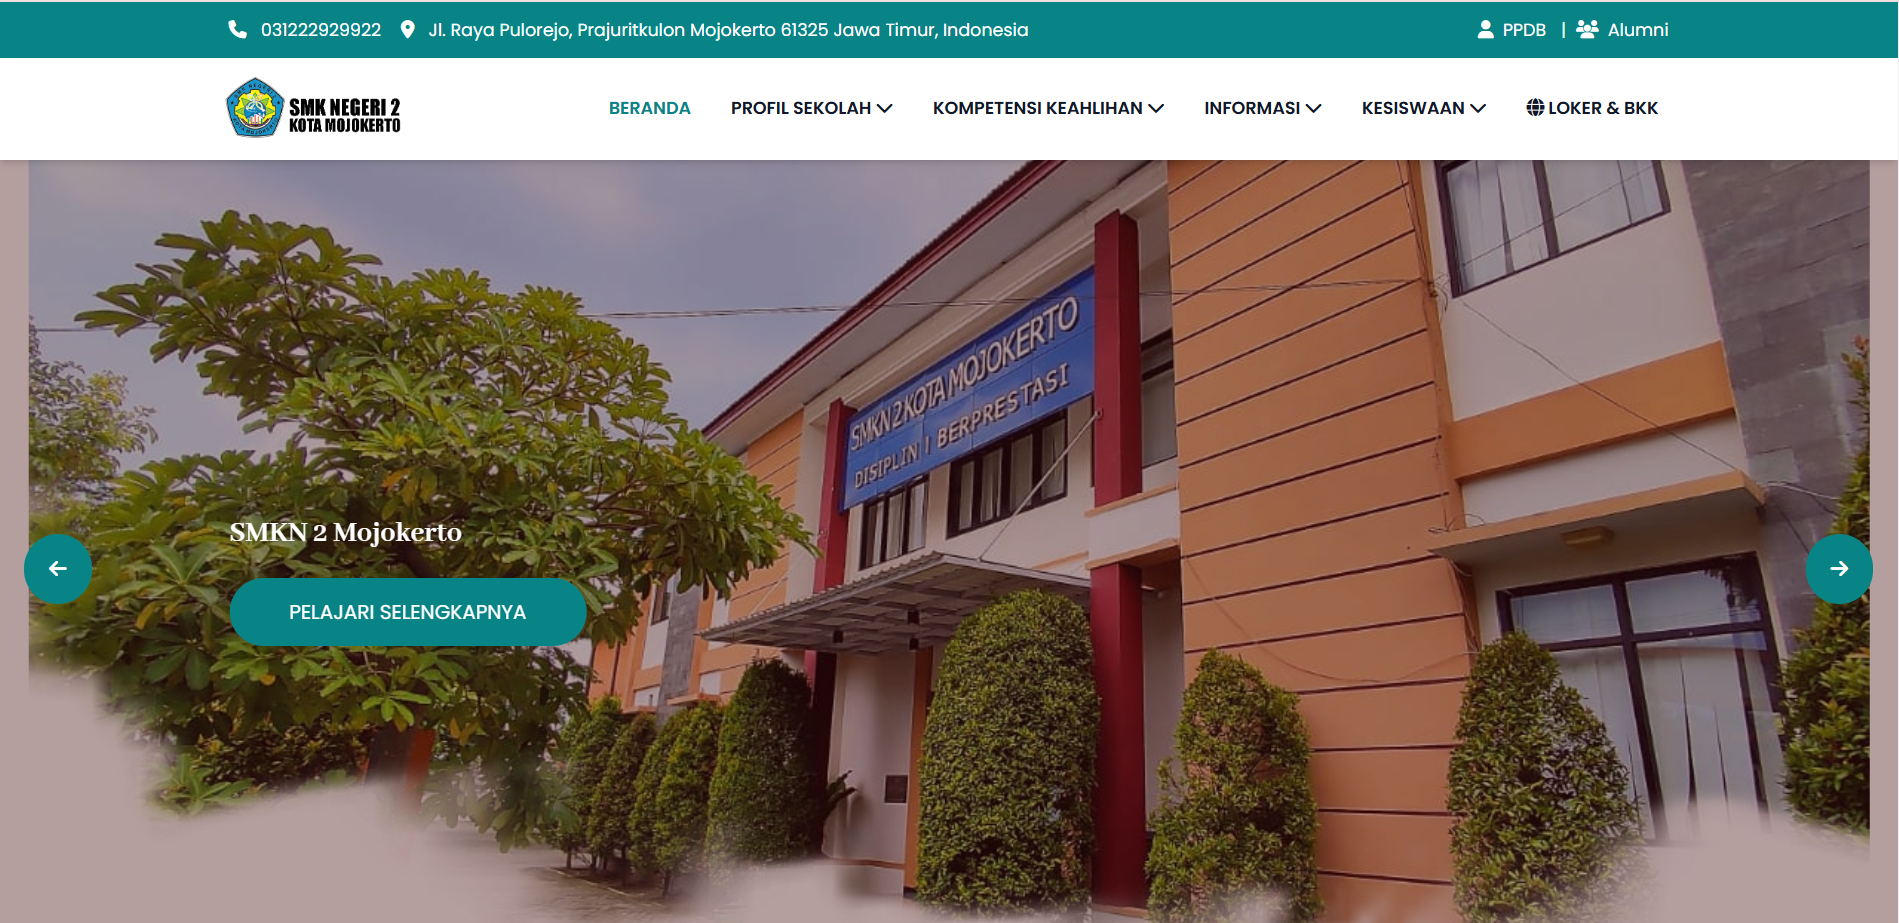 031222929922
Jl. Raya Pulorejo, Prajuritkulon Mojokerto 61325 Jawa Timur, Indonesia
PPDB | Alumni
SMK NEGERI 2
KOTA MOJOKERTO
BERANDA
PROFIL SEKOLAH
KOMPETENSI KEAHLIHAN
INFORMASI
KESISWAAN
LOKER & BKK
SMKN 2 KOTA MOJOKERTO
DISIPLIN | BERPRESTASI
SMKN 2 Mojokerto
PELAJARI SELENGKAPNYA